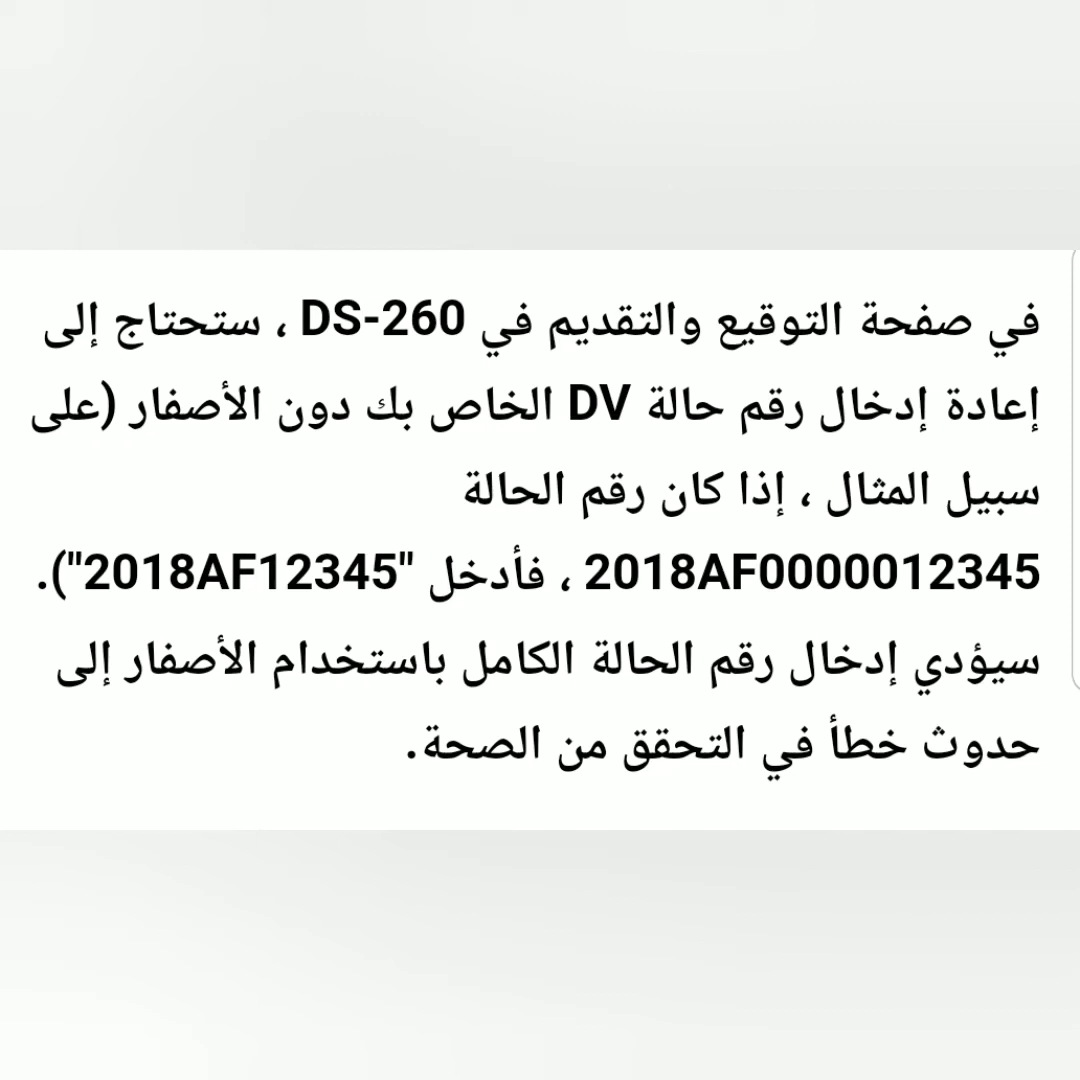 في صفحة التوقيع والتقديم في DS-260 ، ستحتاج إلى
إعادة إدخال رقم حالة DV الخاص بك دون الأصفار (على
سبيل المثال ، إذا كان رقم الحالة
2018AF0000012345 ، فأدخل "2018AF12345").
سيؤدي إدخال رقم الحالة الكامل باستخدام الأصفار إلى
حدوث خطأ في التحقق من الصحة.